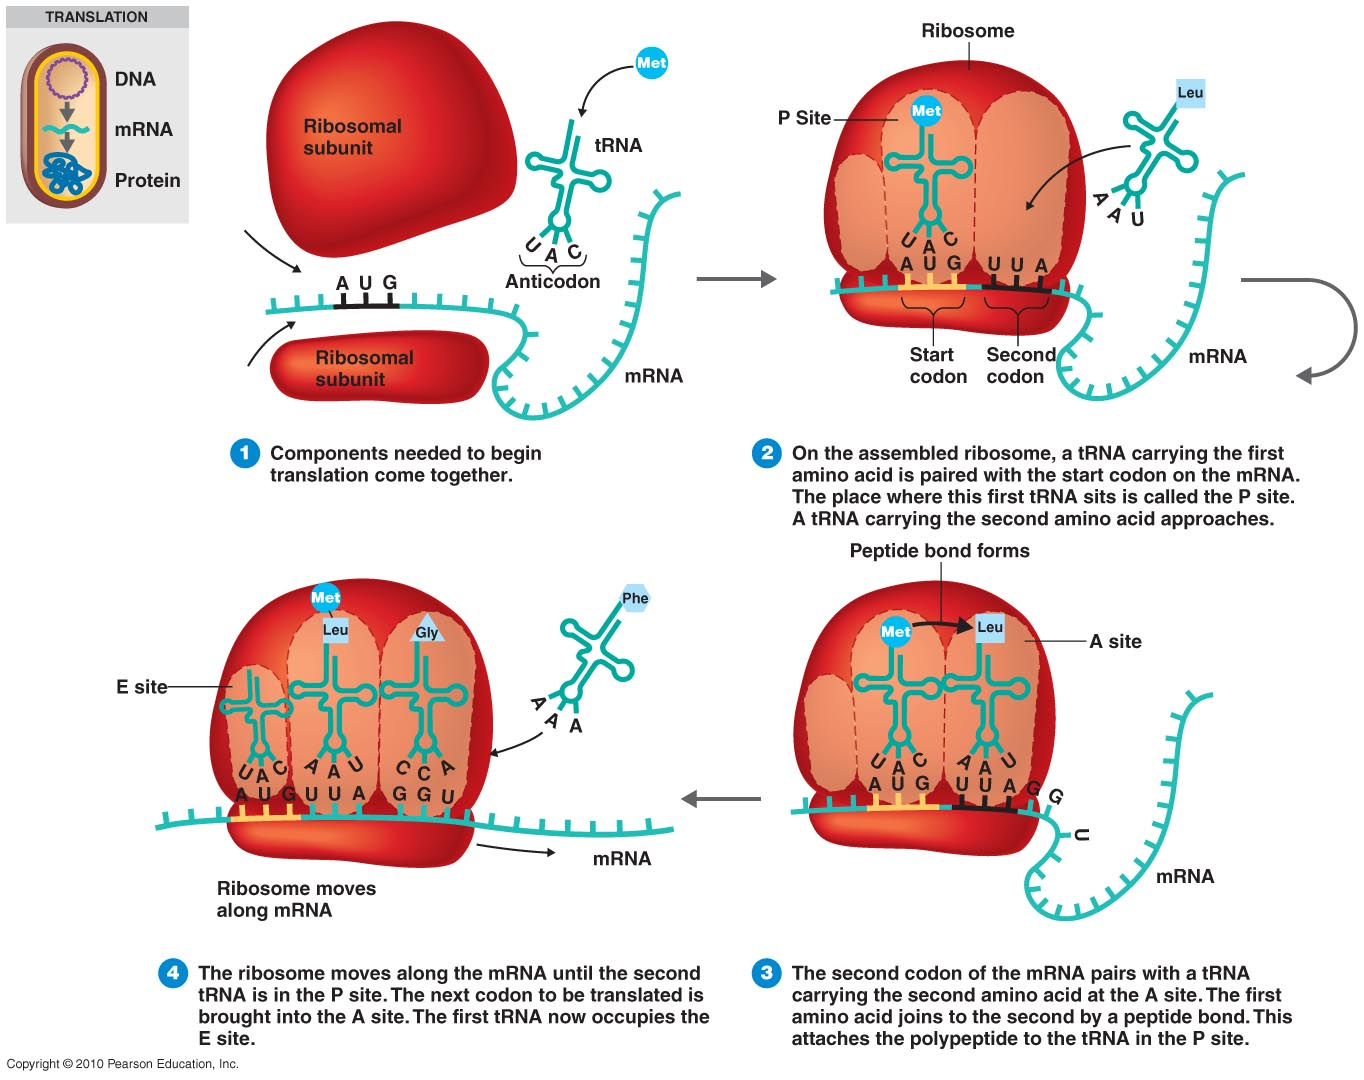 TRANSLATION
DNA
mRNA
Protein
Ribosomal
subunit
Met
tRNA
U A C
Anticodon
A U G
Ribosomal
subunit
mRNA
1 Components needed to begin
translation come together.
Ribosome
P Site
Met
Leu
A A U
U A C
A U G U U A
Start
codon
Second
codon
mRNA
2 On the assembled ribosome, a tRNA carrying the first
amino acid is paired with the start codon on the mRNA.
The place where this first tRNA sits is called the P site.
A tRNA carrying the second amino acid approaches.
Peptide bond forms
Met
Leu
A site
U A C A A U
A U G U U A G G U
mRNA
3 The second codon of the mRNA pairs with a tRNA
carrying the second amino acid at the A site. The first
amino acid joins to the second by a peptide bond. This
attaches the polypeptide to the tRNA in the P site.
Met
Leu
Gly
Phe
E site
A A A
U A C A A U C C A
A U G U U A G G U
mRNA
Ribosome moves
along mRNA
4 The ribosome moves along the mRNA until the second
tRNA is in the P site. The next codon to be translated is
brought into the A site. The first tRNA now occupies the
E site.
Copyright © 2010 Pearson Education, Inc.